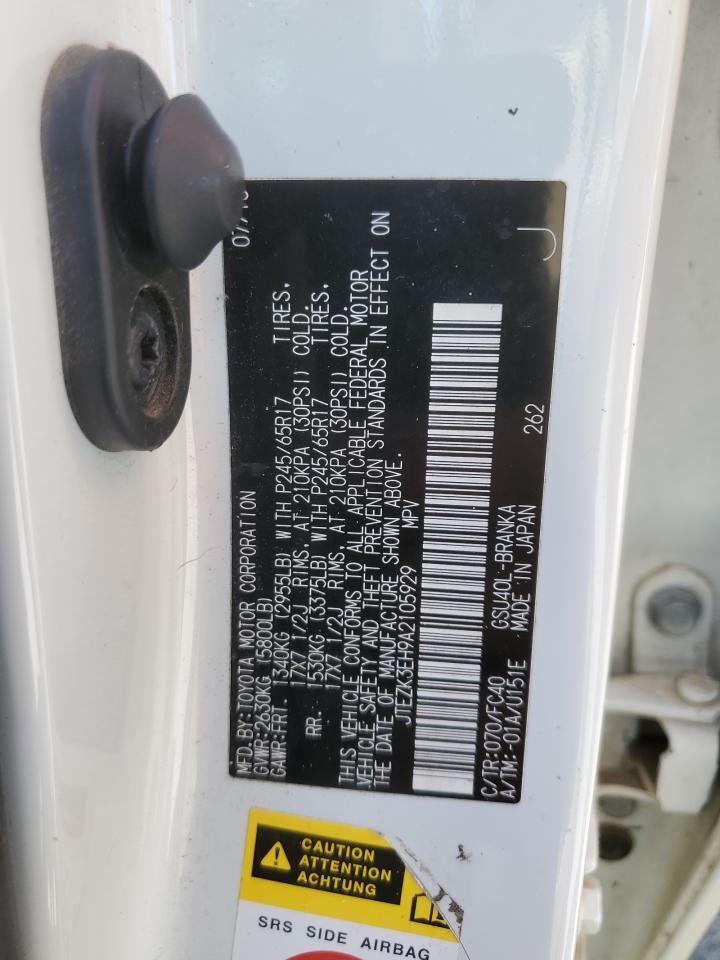 MFD. BY: TOYOTA MOTOR CORPORATION 07/10
GVWR: 2630KG (5800LB)
GAWR: FRT. 1340KG (2955LB) WITH P245/65R17 TIRES,
17X7 1/2J RIMS, AT 210KPA (30PSI) COLD.
RR. 1530KG (3375LB) WITH P245/65R17 TIRES,
17X7 1/2J RIMS, AT 210KPA (30PSI) COLD.
THIS VEHICLE CONFORMS TO ALL APPLICABLE FEDERAL MOTOR
VEHICLE SAFETY AND THEFT PREVENTION STANDARDS IN EFFECT ON
THE DATE OF MANUFACTURE SHOWN ABOVE.
JTEZK3EH9A2105929 MPV
C/TR: 070/FC40 GSU40L-BRANKA 262
A/TM: -01A/U151E MADE IN JAPAN
J
CAUTION
ATTENTION
ACHTUNG
SRS SIDE AIRBAG